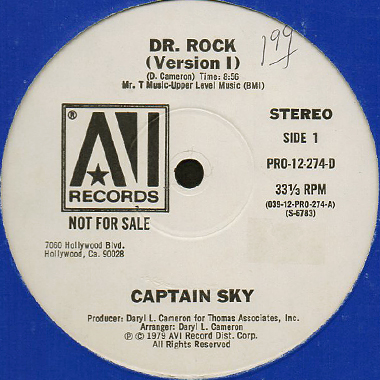 DR. ROCK
(Version I)
(D. Cameron) Time: 8:56
Mr. T Music-Upper Level Music (BMI)
199
®
AVI
RECORDS
NOT FOR SALE
7060 Hollywood Blvd.
Hollywood, Ca. 90028
STEREO
SIDE 1
PRO-12-274-D
33⅓ RPM
(039-12-PRO-274-A)
(S-6783)
CAPTAIN SKY
Producer: Daryl L. Cameron for Thomas Associates, Inc.
Arranger: Daryl L. Cameron
Ⓟ © 1979 AVI Record Dist. Corp.
All Rights Reserved